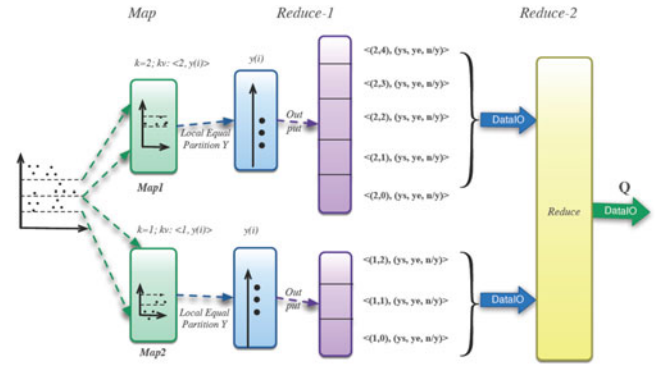 Map Reduce-1 Reduce-2
k=2; kv: <2, y(i)>
y(i)
Map1
Local Equal
Partition Y
Out
put
<(2,4), (ys, ye, n/y)>
<(2,3), (ys, ye, n/y)>
<(2,2), (ys, ye, n/y)>
<(2,1), (ys, ye, n/y)>
<(2,0), (ys, ye, n/y)>
DataIO
k=1; kv: <1, y(i)>
y(i)
Map2
Local Equal
Partition Y
Out
put
<(1,2), (ys, ye, n/y)>
<(1,1), (ys, ye, n/y)>
<(1,0), (ys, ye, n/y)>
DataIO
Reduce
Q
DataIO